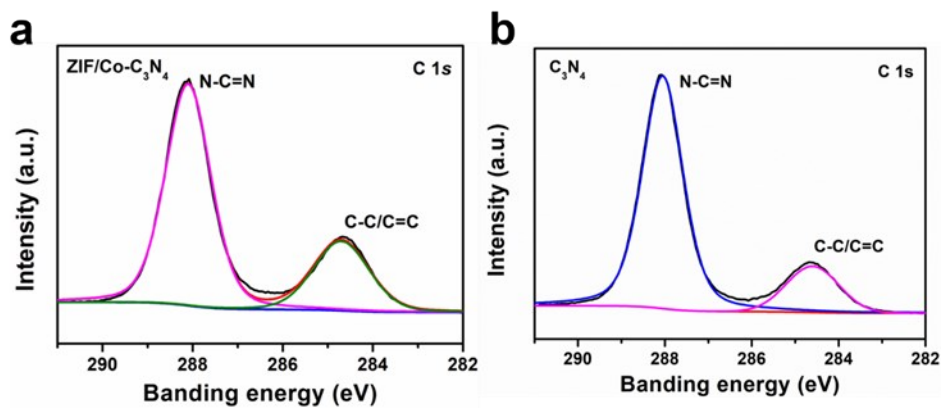 a
ZIF/Co-C₃N₄
C 1s
N-C=N
C-C/C=C
Intensity (a.u.)
290 288 286 284 282
Banding energy (eV)
b
C₃N₄
C 1s
N-C=N
C-C/C=C
Intensity (a.u.)
290 288 286 284 282
Banding energy (eV)